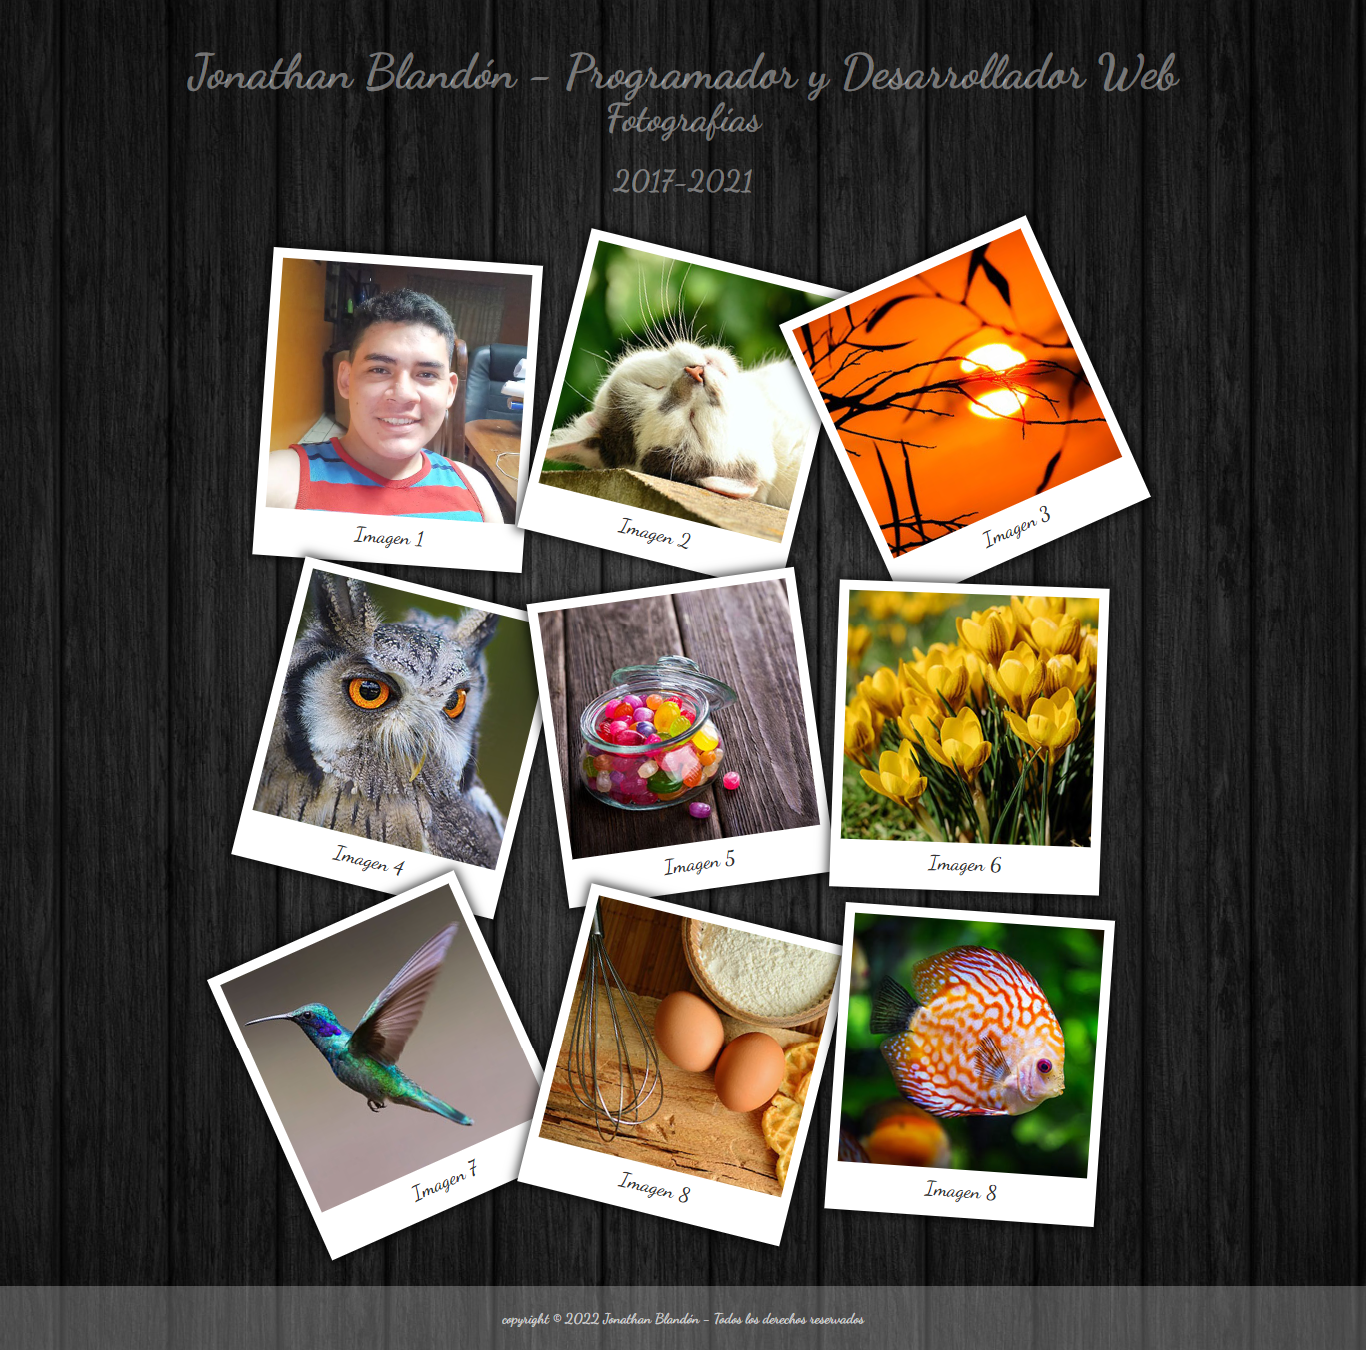 Jonathan Blandón - Programador y Desarrollador Web
Fotografías
2017-2021
Imagen 1
Imagen 2
Imagen 3
Imagen 4
Imagen 5
Imagen 6
Imagen 7
Imagen 8
Imagen 8
copyright © 2022 Jonathan Blandón - Todos los derechos reservados